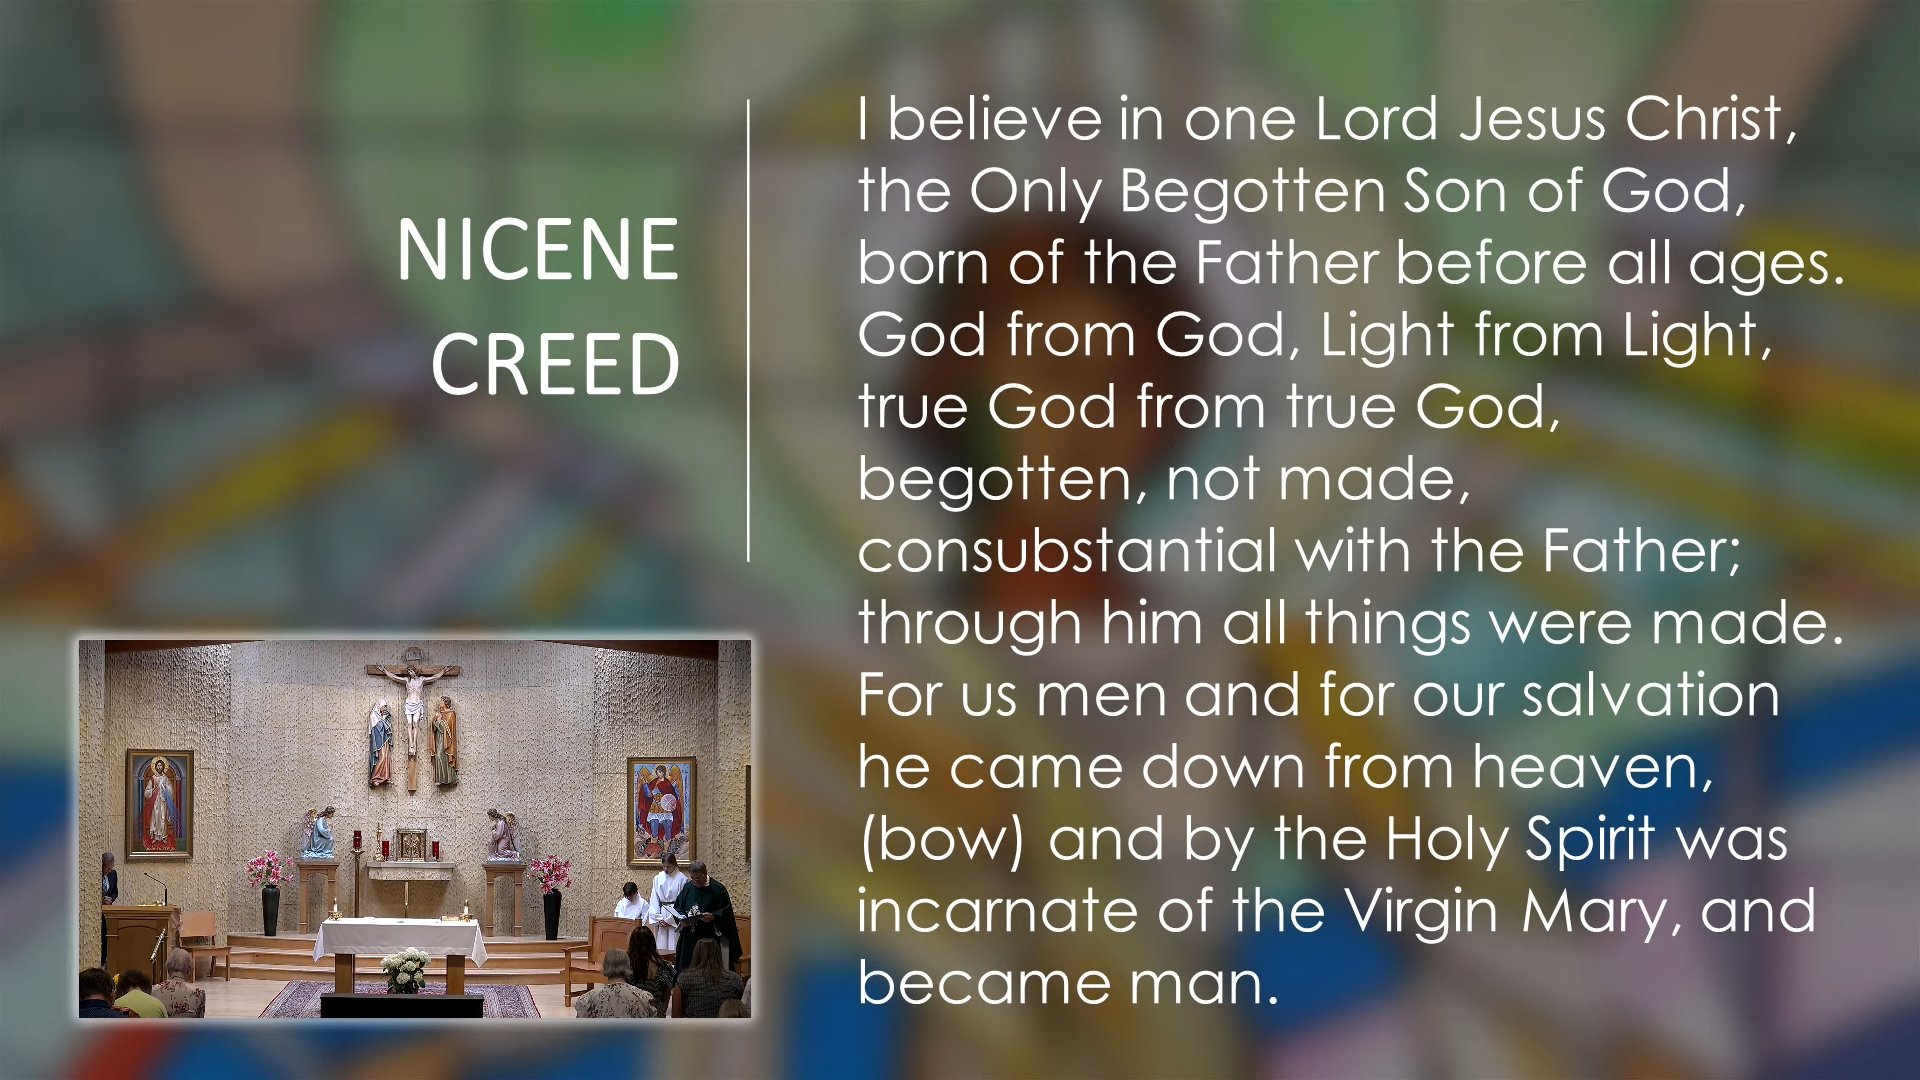 NICENE
CREED
I believe in one Lord Jesus Christ,
the Only Begotten Son of God,
born of the Father before all ages.
God from God, Light from Light,
true God from true God,
begotten, not made,
consubstantial with the Father;
through him all things were made.
For us men and for our salvation
he came down from heaven,
(bow) and by the Holy Spirit was
incarnate of the Virgin Mary, and
became man.